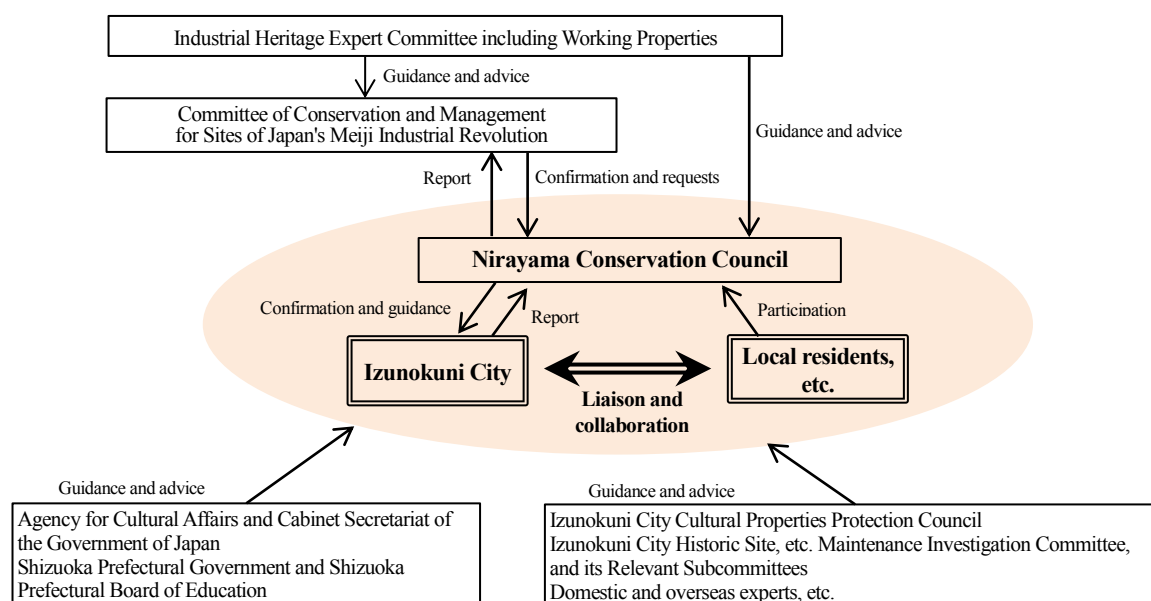 Industrial Heritage Expert Committee including Working Properties
Guidance and advice
Committee of Conservation and Management
for Sites of Japan's Meiji Industrial Revolution
Guidance and advice
Report
Confirmation and requests
Nirayama Conservation Council
Confirmation and guidance
Report
Participation
Izunokuni City
Local residents,
etc.
Liaison and
collaboration
Guidance and advice
Agency for Cultural Affairs and Cabinet Secretariat of
the Government of Japan
Shizuoka Prefectural Government and Shizuoka
Prefectural Board of Education
Guidance and advice
Izunokuni City Cultural Properties Protection Council
Izunokuni City Historic Site, etc. Maintenance Investigation Committee,
and its Relevant Subcommittees
Domestic and overseas experts, etc.